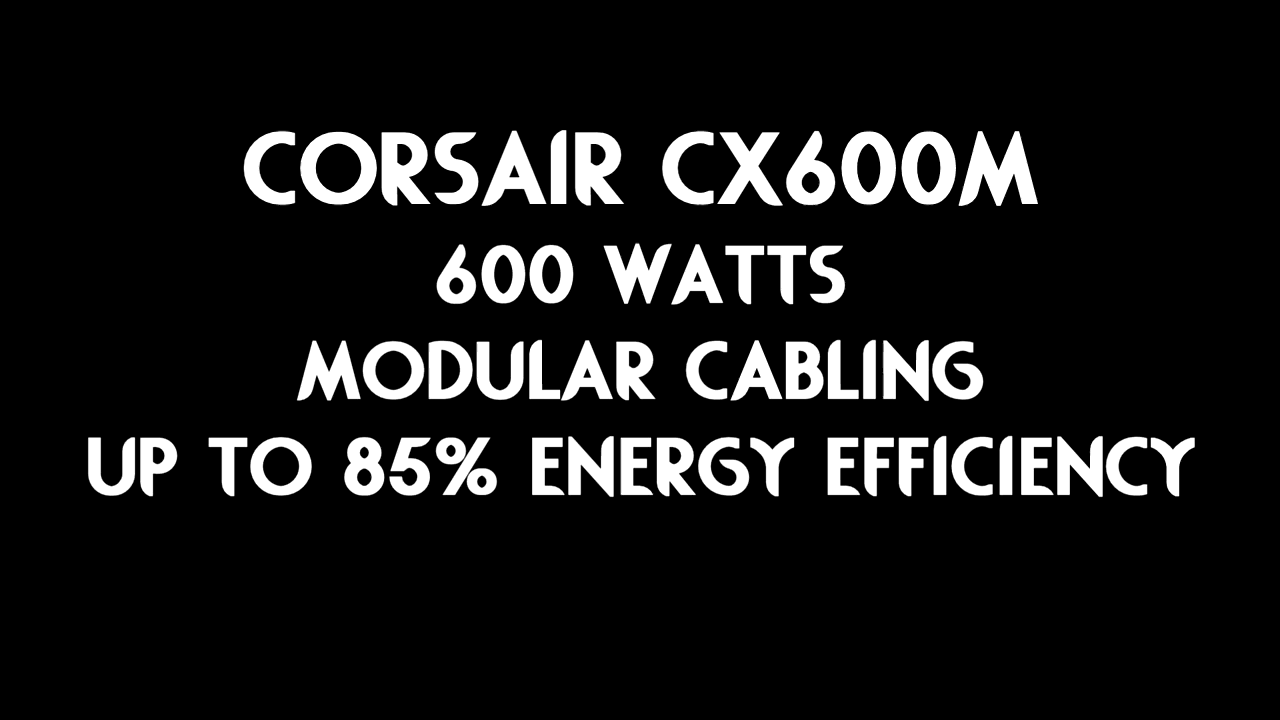 CORSAIR CX600M
600 WATTS
MODULAR CABLING
UP TO 85% ENERGY EFFICIENCY